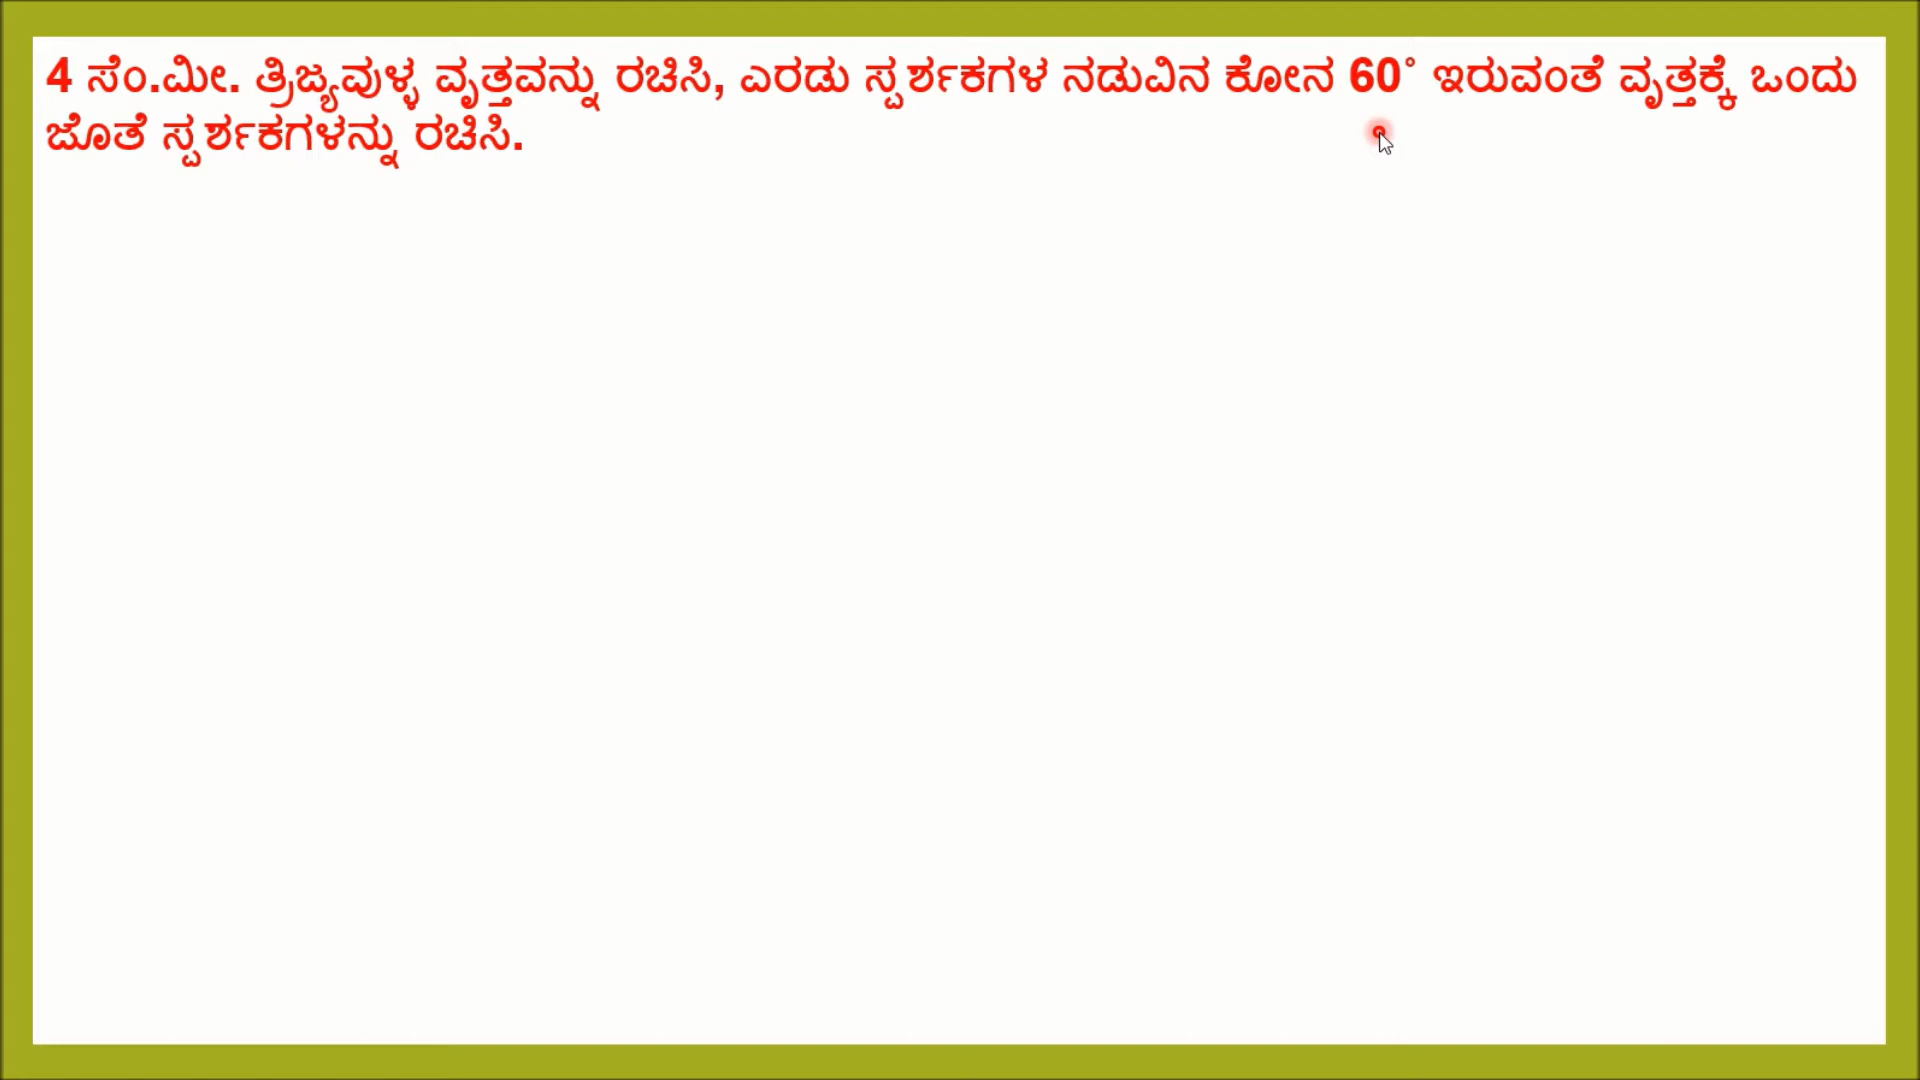 4 ಸೆಂ.ಮೀ. ತ್ರಿಜ್ಯವುಳ್ಳ ವೃತ್ತವನ್ನು ರಚಿಸಿ, ಎರಡು ಸ್ಪರ್ಶಕಗಳ ನಡುವಿನ ಕೋನ 60˚ ಇರುವಂತೆ ವೃತ್ತಕ್ಕೆ ಒಂದು
ಜೊತೆ ಸ್ಪರ್ಶಕಗಳನ್ನು ರಚಿಸಿ.